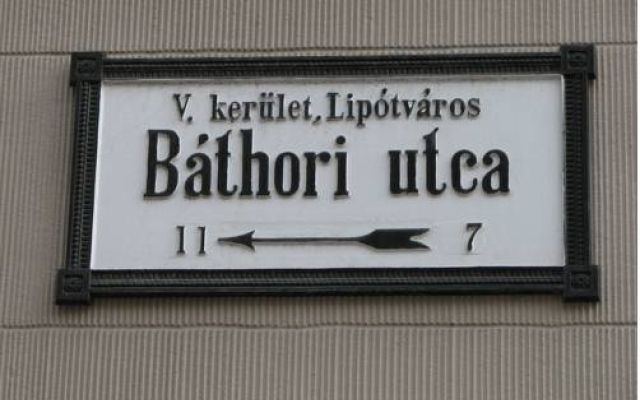 V. kerület, Lipótváros
Báthori utca
11 7